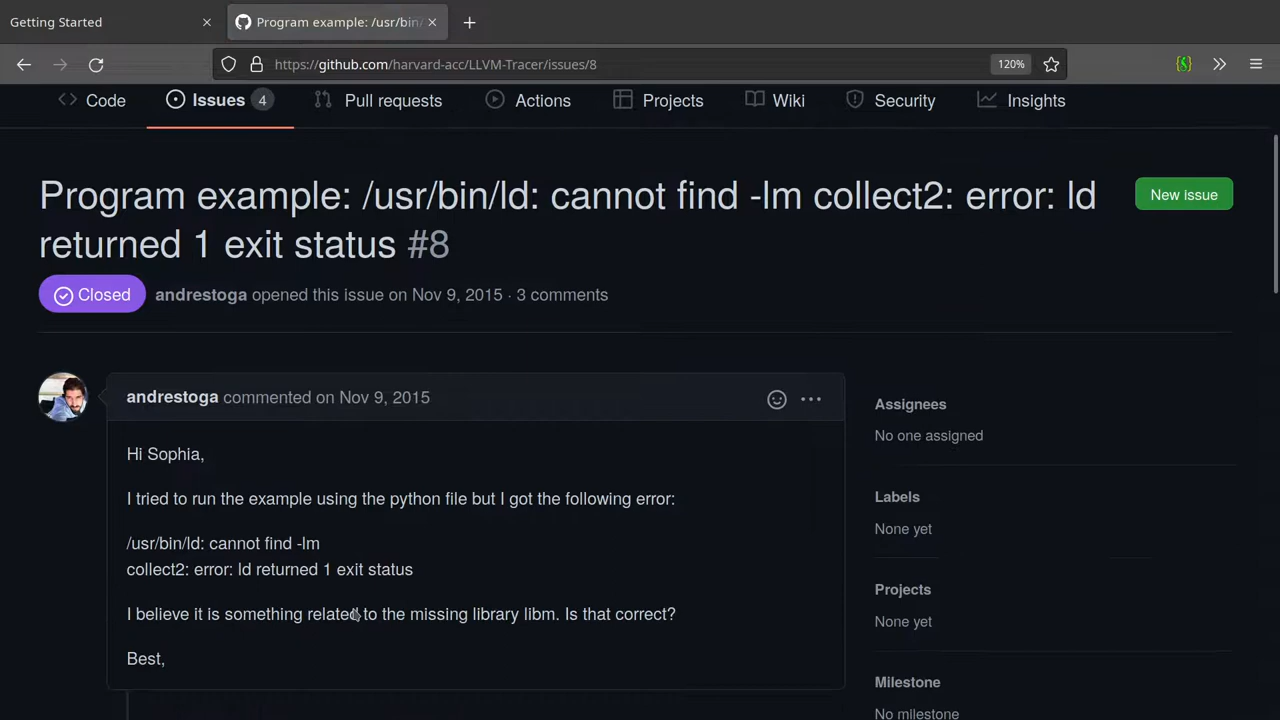 Getting Started
Program example: /usr/bin/
https://github.com/harvard-acc/LLVM-Tracer/issues/8
120%
Code
Issues 4
Pull requests
Actions
Projects
Wiki
Security
Insights
Program example: /usr/bin/ld: cannot find -lm collect2: error: ld
returned 1 exit status #8
New issue
Closed
andrestoga opened this issue on Nov 9, 2015 · 3 comments
andrestoga commented on Nov 9, 2015
Hi Sophia,
I tried to run the example using the python file but I got the following error:
/usr/bin/ld: cannot find -lm
collect2: error: ld returned 1 exit status
I believe it is something related to the missing library libm. Is that correct?
Best,
Assignees
No one assigned
Labels
None yet
Projects
None yet
Milestone
No milestone